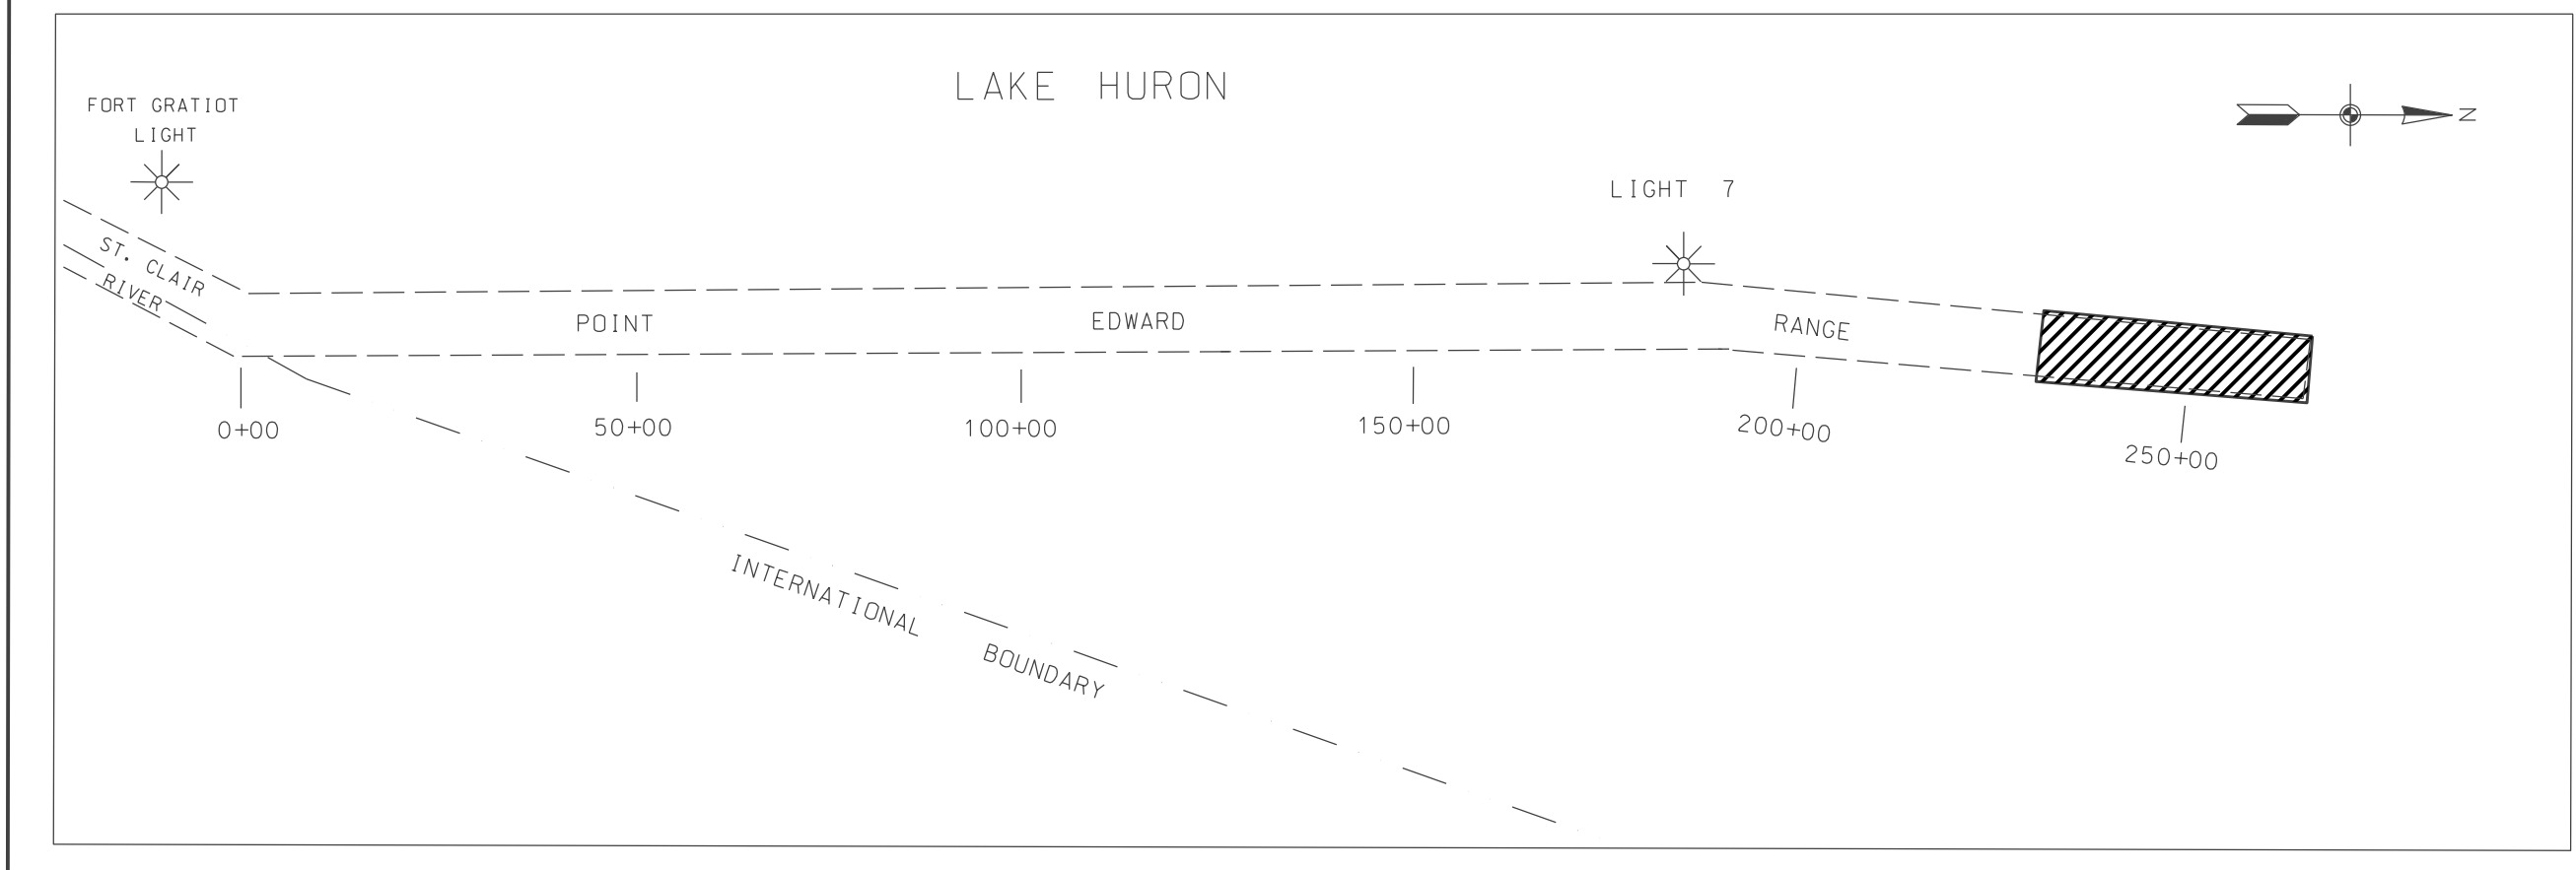 LAKE HURON
FORT GRATIOT
LIGHT
N
LIGHT 7
ST. CLAIR
RIVER
POINT EDWARD RANGE
0+00 50+00 100+00 150+00 200+00 250+00
INTERNATIONAL BOUNDARY